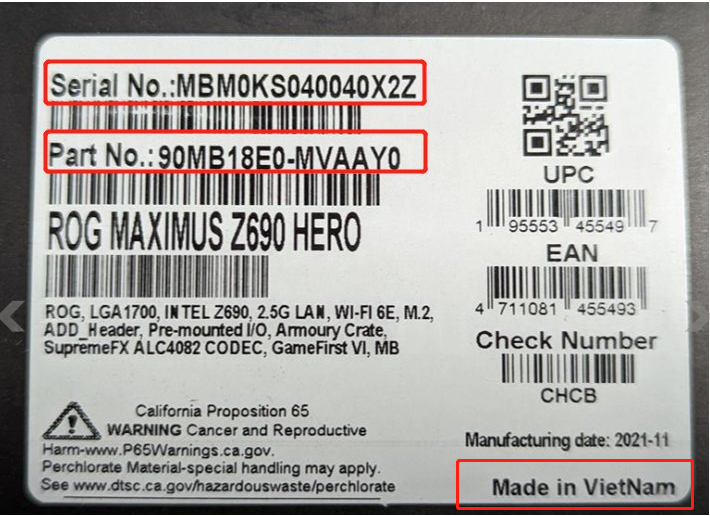 Serial No.:MBM0KS040040X2Z
Part No.:90MB18E0-MVAAY0
ROG MAXIMUS Z690 HERO
ROG, LGA1700, INTEL Z690, 2.5G LAN, WI-FI 6E, M.2,
ADD_Header, Pre-mounted I/O, Armoury Crate,
SupremeFX ALC4082 CODEC, GameFirst VI, MB
California Proposition 65
WARNING Cancer and Reproductive
Harm-www.P65Warnings.ca.gov.
Perchlorate Material-special handling may apply.
See www.dtsc.ca.gov/hazardouswaste/perchlorate
UPC
1 95553 45549 7
EAN
4 711081 455493
Check Number
CHCB
Manufacturing date: 2021-11
Made in VietNam